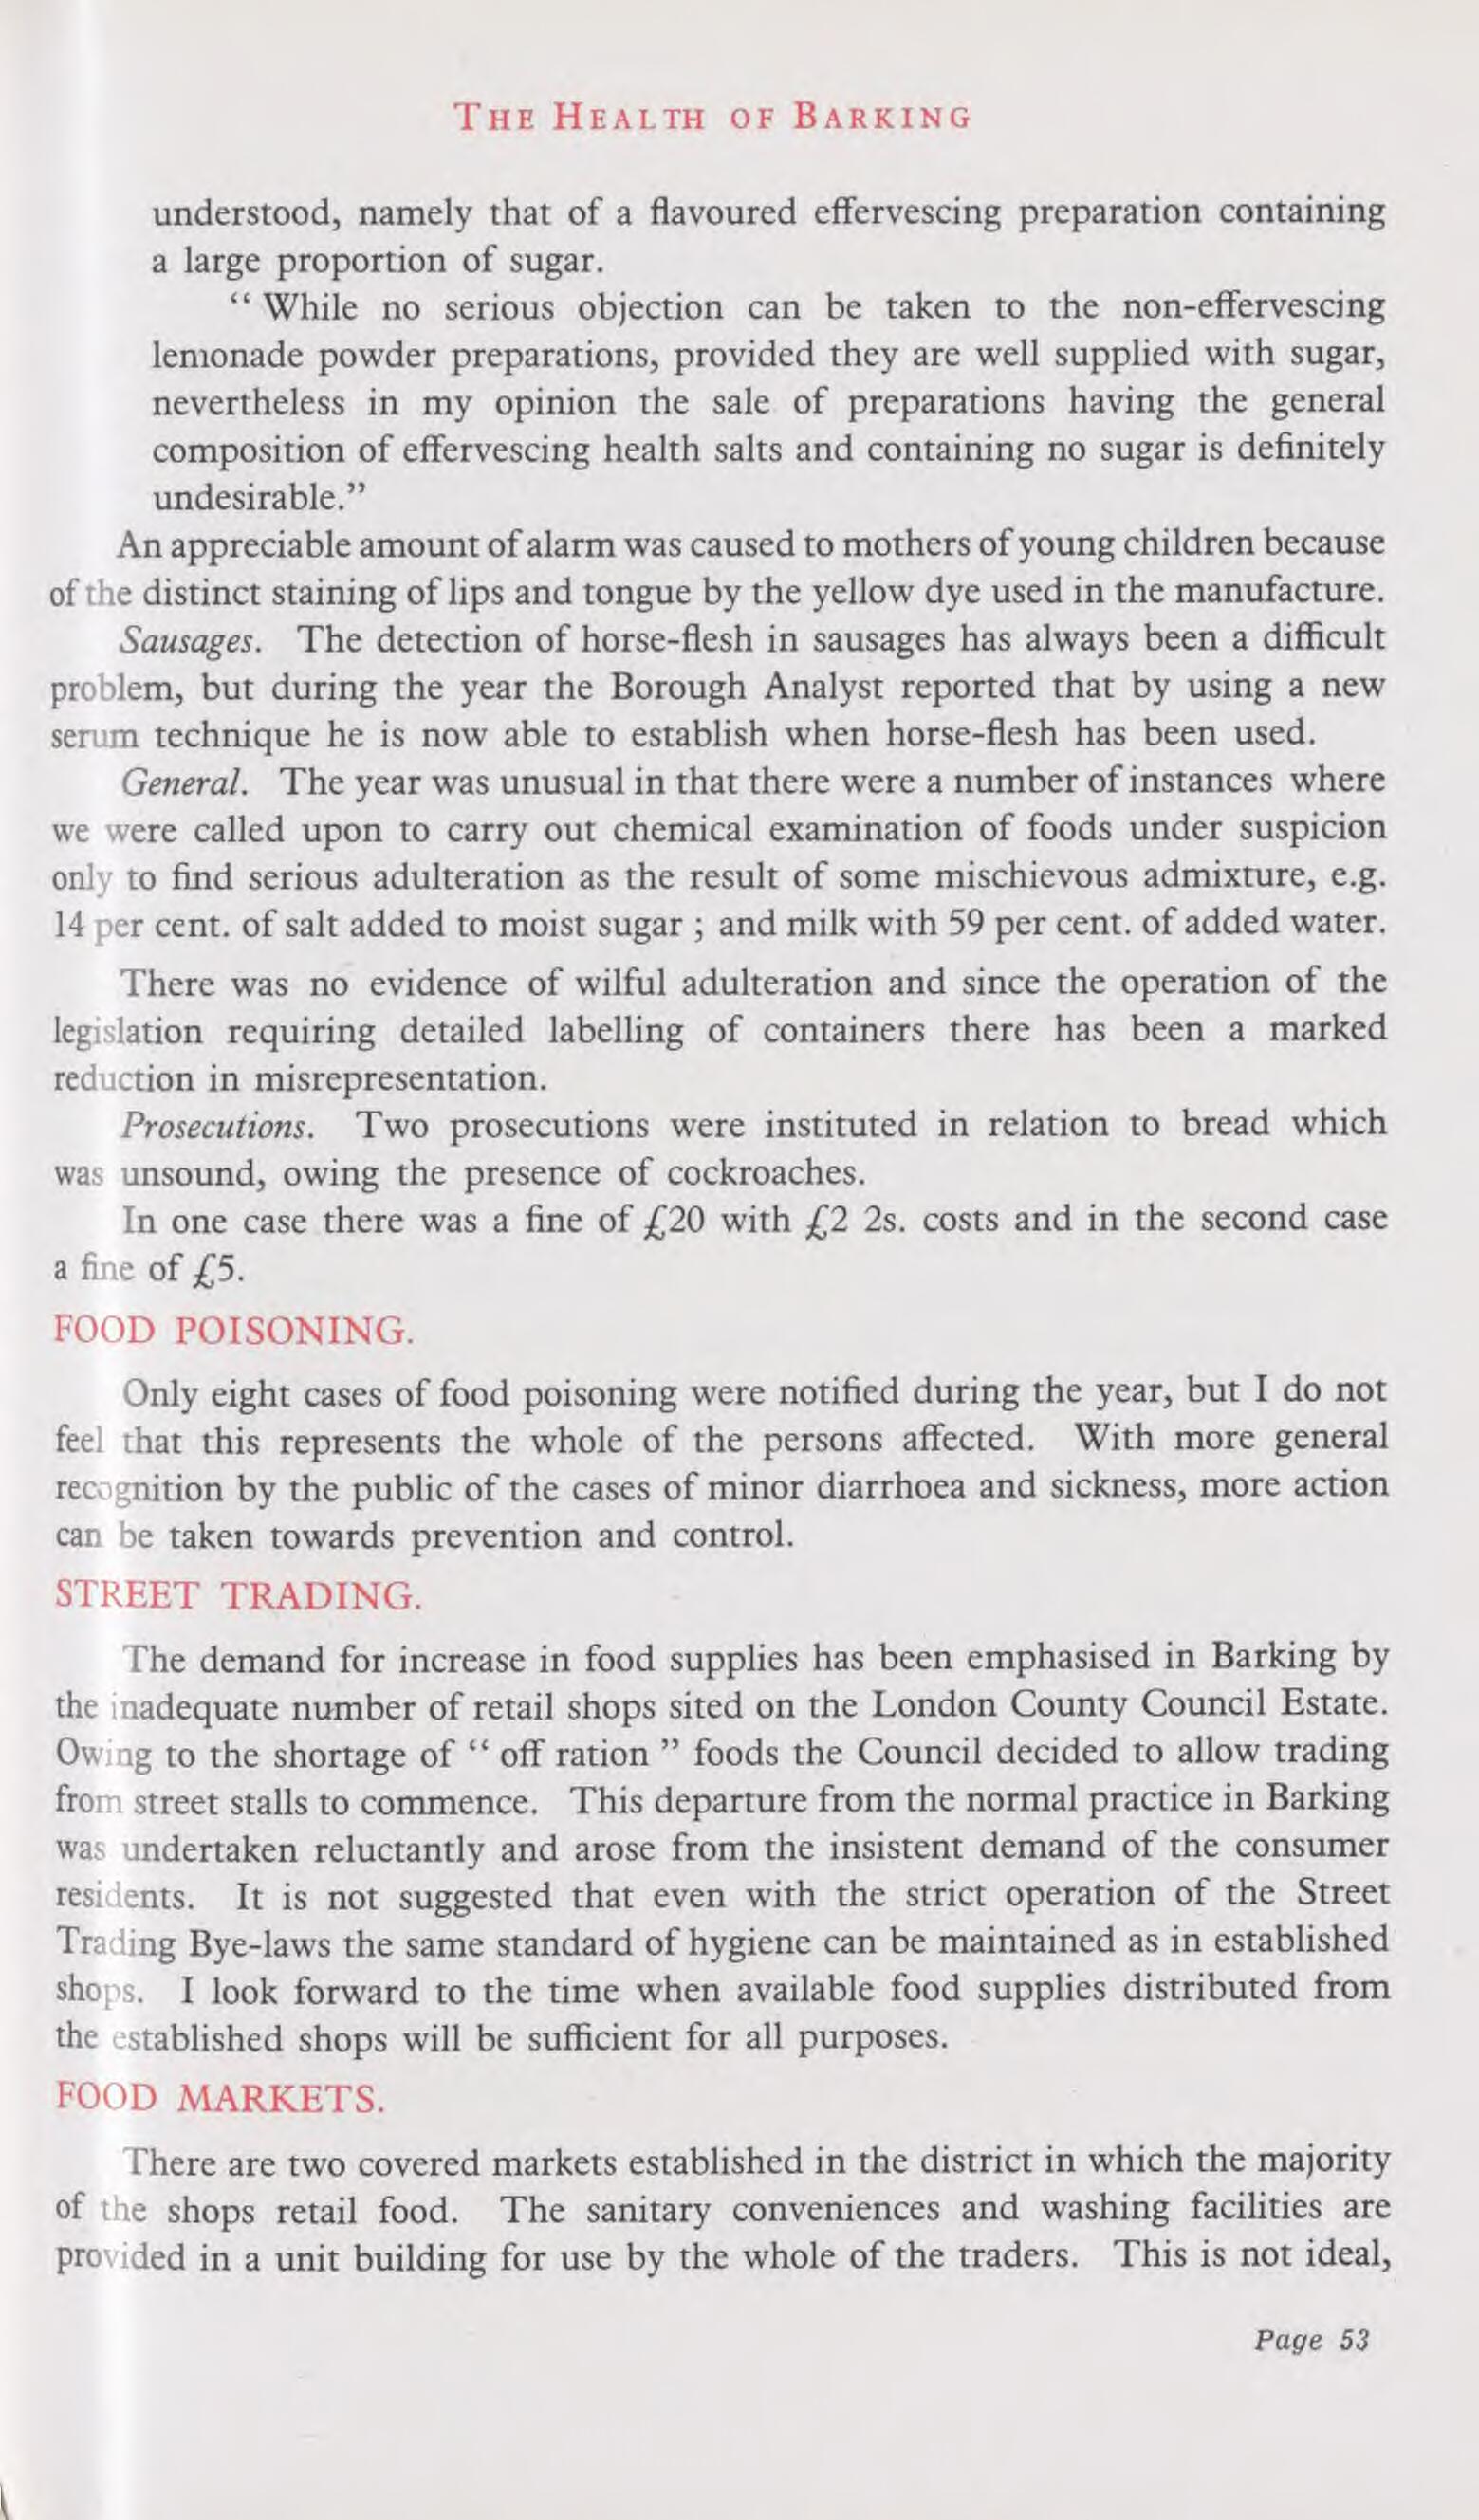 THE HEALTH OF BARKING
understood, namely that of a flavoured effervescing preparation containing
a large proportion of sugar.
“ While no serious objection can be taken to the non-effervescing
lemonade powder preparations, provided they are well supplied with sugar,
nevertheless in my opinion the sale of preparations having the general
composition of effervescing health salts and containing no sugar is definitely
undesirable.”
An appreciable amount of alarm was caused to mothers of young children because
of the distinct staining of lips and tongue by the yellow dye used in the manufacture.
Sausages. The detection of horse-flesh in sausages has always been a difficult
problem, but during the year the Borough Analyst reported that by using a new
serum technique he is now able to establish when horse-flesh has been used.
General. The year was unusual in that there were a number of instances where
we were called upon to carry out chemical examination of foods under suspicion
only to find serious adulteration as the result of some mischievous admixture, e.g.
14 per cent. of salt added to moist sugar ; and milk with 59 per cent. of added water.
There was no evidence of wilful adulteration and since the operation of the
legislation requiring detailed labelling of containers there has been a marked
reduction in misrepresentation.
Prosecutions. Two prosecutions were instituted in relation to bread which
was unsound, owing the presence of cockroaches.
In one case there was a fine of £20 with £2 2s. costs and in the second case
a fine of £5.
FOOD POISONING.
Only eight cases of food poisoning were notified during the year, but I do not
feel that this represents the whole of the persons affected. With more general
recognition by the public of the cases of minor diarrhoea and sickness, more action
can be taken towards prevention and control.
STREET TRADING.
The demand for increase in food supplies has been emphasised in Barking by
the inadequate number of retail shops sited on the London County Council Estate.
Owing to the shortage of “ off ration ” foods the Council decided to allow trading
from street stalls to commence. This departure from the normal practice in Barking
was undertaken reluctantly and arose from the insistent demand of the consumer
residents. It is not suggested that even with the strict operation of the Street
Trading Bye-laws the same standard of hygiene can be maintained as in established
shops. I look forward to the time when available food supplies distributed from
the established shops will be sufficient for all purposes.
FOOD MARKETS.
There are two covered markets established in the district in which the majority
of the shops retail food. The sanitary conveniences and washing facilities are
provided in a unit building for use by the whole of the traders. This is not ideal,
Page 53